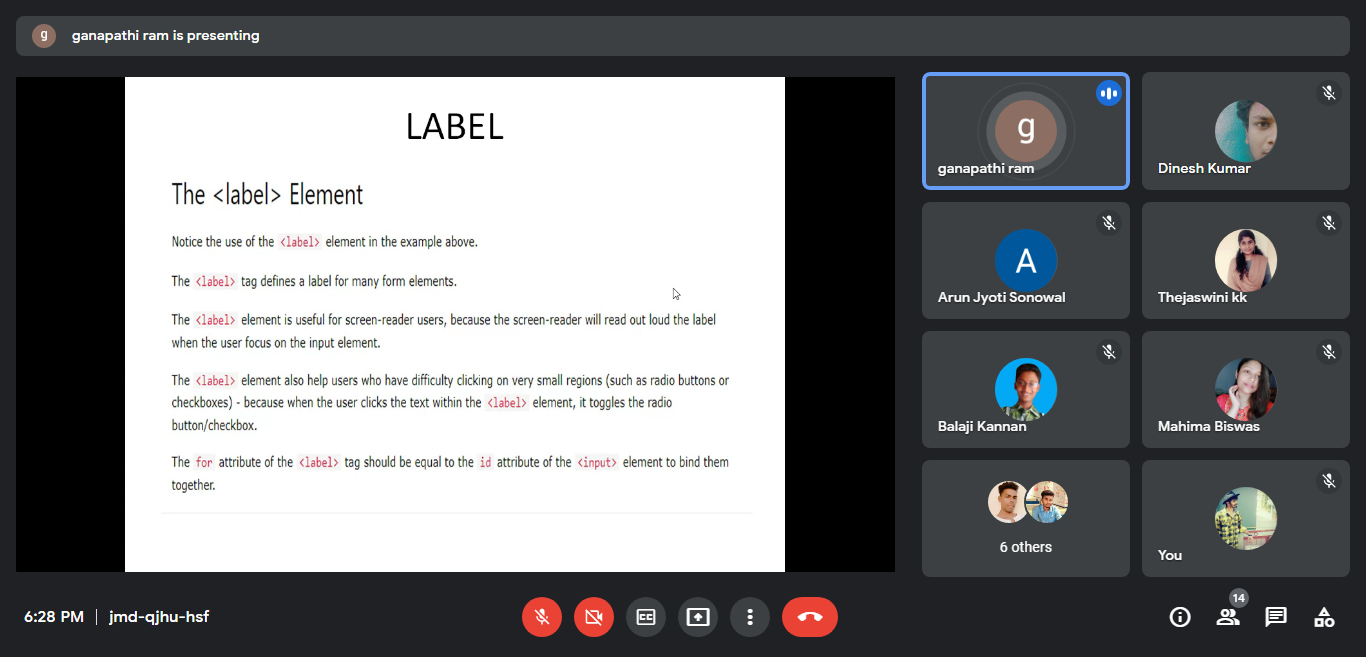 g
ganapathi ram is presenting
LABEL
The <label> Element
Notice the use of the <label> element in the example above.
The <label> tag defines a label for many form elements.
The <label> element is useful for screen-reader users, because the screen-reader will read out loud the label
when the user focus on the input element.
The <label> element also help users who have difficulty clicking on very small regions (such as radio buttons or
checkboxes) - because when the user clicks the text within the <label> element, it toggles the radio
button/checkbox.
The for attribute of the <label> tag should be equal to the id attribute of the <input> element to bind them
together.
g
ganapathi ram
Dinesh Kumar
A
Arun Jyoti Sonowal
Thejaswini kk
Balaji Kannan
Mahima Biswas
6 others
You
6:28 PM | jmd-qjhu-hsf
CC
14